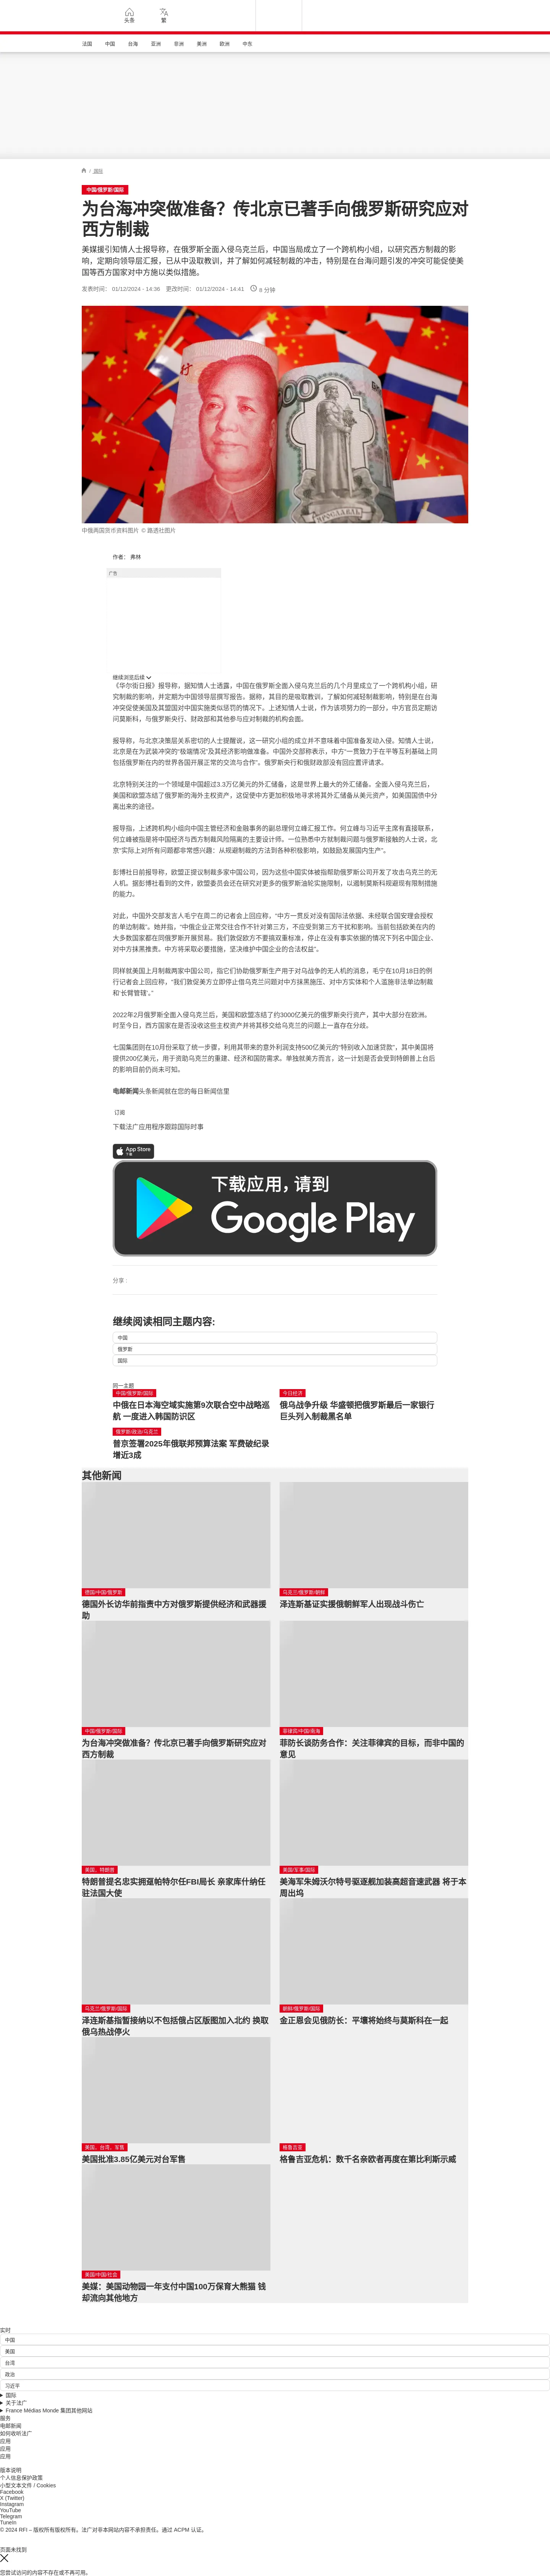 头条
繁
法国
中国
台海
亚洲
非洲
美洲
欧洲
中东
/ 国际
中国/俄罗斯/国际
为台海冲突做准备？传北京已著手向俄罗斯研究应对
西方制裁
美媒援引知情人士报导称，在俄罗斯全面入侵乌克兰后，中国当局成立了一个跨机构小组，以研究西方制裁的影
响，定期向领导层汇报，已从中汲取教训，并了解如何减轻制裁的冲击，特别是在台海问题引发的冲突可能促使美
国等西方国家对中方施以类似措施。
发表时间： 01/12/2024 - 14:36 更改时间： 01/12/2024 - 14:41 8 分钟
中俄两国货币资料图片 © 路透社图片
作者： 弗林
广告
继续浏览后续
《华尔街日报》报导称，据知情人士透露，中国在俄罗斯全面入侵乌克兰后的几个月里成立了一个跨机构小组，研
究制裁的影响，并定期为中国领导层撰写报告。据称，其目的是吸取教训，了解如何减轻制裁影响，特别是在台海
冲突促使美国及其盟国对中国实施类似惩罚的情况下。上述知情人士说，作为该项努力的一部分，中方官员定期访
问莫斯科，与俄罗斯央行、财政部和其他参与应对制裁的机构会面。
报导称，与北京决策层关系密切的人士提醒说，这一研究小组的成立并不意味着中国准备发动入侵。知情人士说，
北京是在为武装冲突的"极端情况"及其经济影响做准备。中国外交部称表示，中方"一贯致力于在平等互利基础上同
包括俄罗斯在内的世界各国开展正常的交流与合作"。俄罗斯央行和俄财政部没有回应置评请求。
北京特别关注的一个领域是中国超过3.3万亿美元的外汇储备，这是世界上最大的外汇储备。全面入侵乌克兰后，
美国和欧盟冻结了俄罗斯的海外主权资产，这促使中方更加积极地寻求将其外汇储备从美元资产，如美国国债中分
离出来的途径。
报导指，上述跨机构小组向中国主管经济和金融事务的副总理何立峰汇报工作。何立峰与习近平主席有直接联系，
何立峰被指是将中国经济与西方制裁风险隔离的主要设计师。一位熟悉中方就制裁问题与俄罗斯接触的人士说，北
京"实际上对所有问题都非常感兴趣：从规避制裁的方法到各种积极影响，如鼓励发展国内生产"。
彭博社日前报导称，欧盟正提议制裁多家中国公司，因为这些中国实体被指帮助俄罗斯公司开发了攻击乌克兰的无
人机。据彭博社看到的文件，欧盟委员会还在研究对更多的俄罗斯油轮实施限制，以遏制莫斯科规避现有限制措施
的能力。
对此，中国外交部发言人毛宁在周二的记者会上回应称，"中方一贯反对没有国际法依据、未经联合国安理会授权
的单边制裁"。她并指，"中俄企业正常交往合作不针对第三方，不应受到第三方干扰和影响。当前包括欧美在内的
大多数国家都在同俄罗斯开展贸易。我们敦促欧方不要搞双重标准，停止在没有事实依据的情况下列名中国企业、
对中方抹黑推责。中方将采取必要措施，坚决维护中国企业的合法权益"。
同样就美国上月制裁两家中国公司，指它们协助俄罗斯生产用于对乌战争的无人机的消息，毛宁在10月18日的例
行记者会上回应称，"我们敦促美方立即停止借乌克兰问题对中方抹黑施压、对中方实体和个人滥施非法单边制裁
和'长臂管辖'。"
2022年2月俄罗斯全面入侵乌克兰后，美国和欧盟冻结了约3000亿美元的俄罗斯央行资产，其中大部分在欧洲。
时至今日，西方国家在是否没收这些主权资产并将其移交给乌克兰的问题上一直存在分歧。
七国集团则在10月份采取了统一步骤，利用其带来的意外利润支持500亿美元的"特别收入加速贷款"，其中美国将
提供200亿美元，用于资助乌克兰的重建、经济和国防需求。单独就美方而言，这一计划是否会受到特朗普上台后
的影响目前仍尚未可知。
电邮新闻头条新闻就在您的每日新闻信里
订阅
下载法广应用程序跟踪国际时事
App Store
下载
下载应用，请到
Google Play
分享 :
继续阅读相同主题内容:
中国
俄罗斯
国际
同一主题
中国/俄罗斯/国际
中俄在日本海空域实施第9次联合空中战略巡
航 一度进入韩国防识区
今日经济
俄乌战争升级 华盛顿把俄罗斯最后一家银行
巨头列入制裁黑名单
俄罗斯/政治/乌克兰
普京签署2025年俄联邦预算法案 军费破纪录
增近3成
其他新闻
德国/中国/俄罗斯
德国外长访华前指责中方对俄罗斯提供经济和武器援
助
乌克兰/俄罗斯/朝鲜
泽连斯基证实援俄朝鲜军人出现战斗伤亡
中国/俄罗斯/国际
为台海冲突做准备？传北京已著手向俄罗斯研究应对
西方制裁
菲律宾/中国/南海
菲防长谈防务合作：关注菲律宾的目标，而非中国的
意见
美国、特朗普
特朗普提名忠实拥趸帕特尔任FBI局长 亲家库什纳任
驻法国大使
美国/军事/国际
美海军朱姆沃尔特号驱逐舰加装高超音速武器 将于本
周出坞
乌克兰/俄罗斯/国际
泽连斯基指暂接纳以不包括俄占区版图加入北约 换取
俄乌热战停火
朝鲜/俄罗斯/国际
金正恩会见俄防长：平壤将始终与莫斯科在一起
美国、台湾、军售
美国批准3.85亿美元对台军售
格鲁吉亚
格鲁吉亚危机：数千名亲欧者再度在第比利斯示威
美国/中国/社会
美媒：美国动物园一年支付中国100万保育大熊猫 钱
却流向其他地方
实时
中国
美国
台湾
政治
习近平
国际
关于法广
France Médias Monde 集团其他网站
服务
电邮新闻
如何收听法广
应用
应用
应用
版本说明
个人信息保护政策
小型文本文件 / Cookies
Facebook
X (Twitter)
Instagram
YouTube
Telegram
TuneIn
© 2024 RFI – 版权所有版权所有。法广对非本网站内容不承担责任。通过 ACPM 认证。
页面未找到
您尝试访问的内容不存在或不再可用。